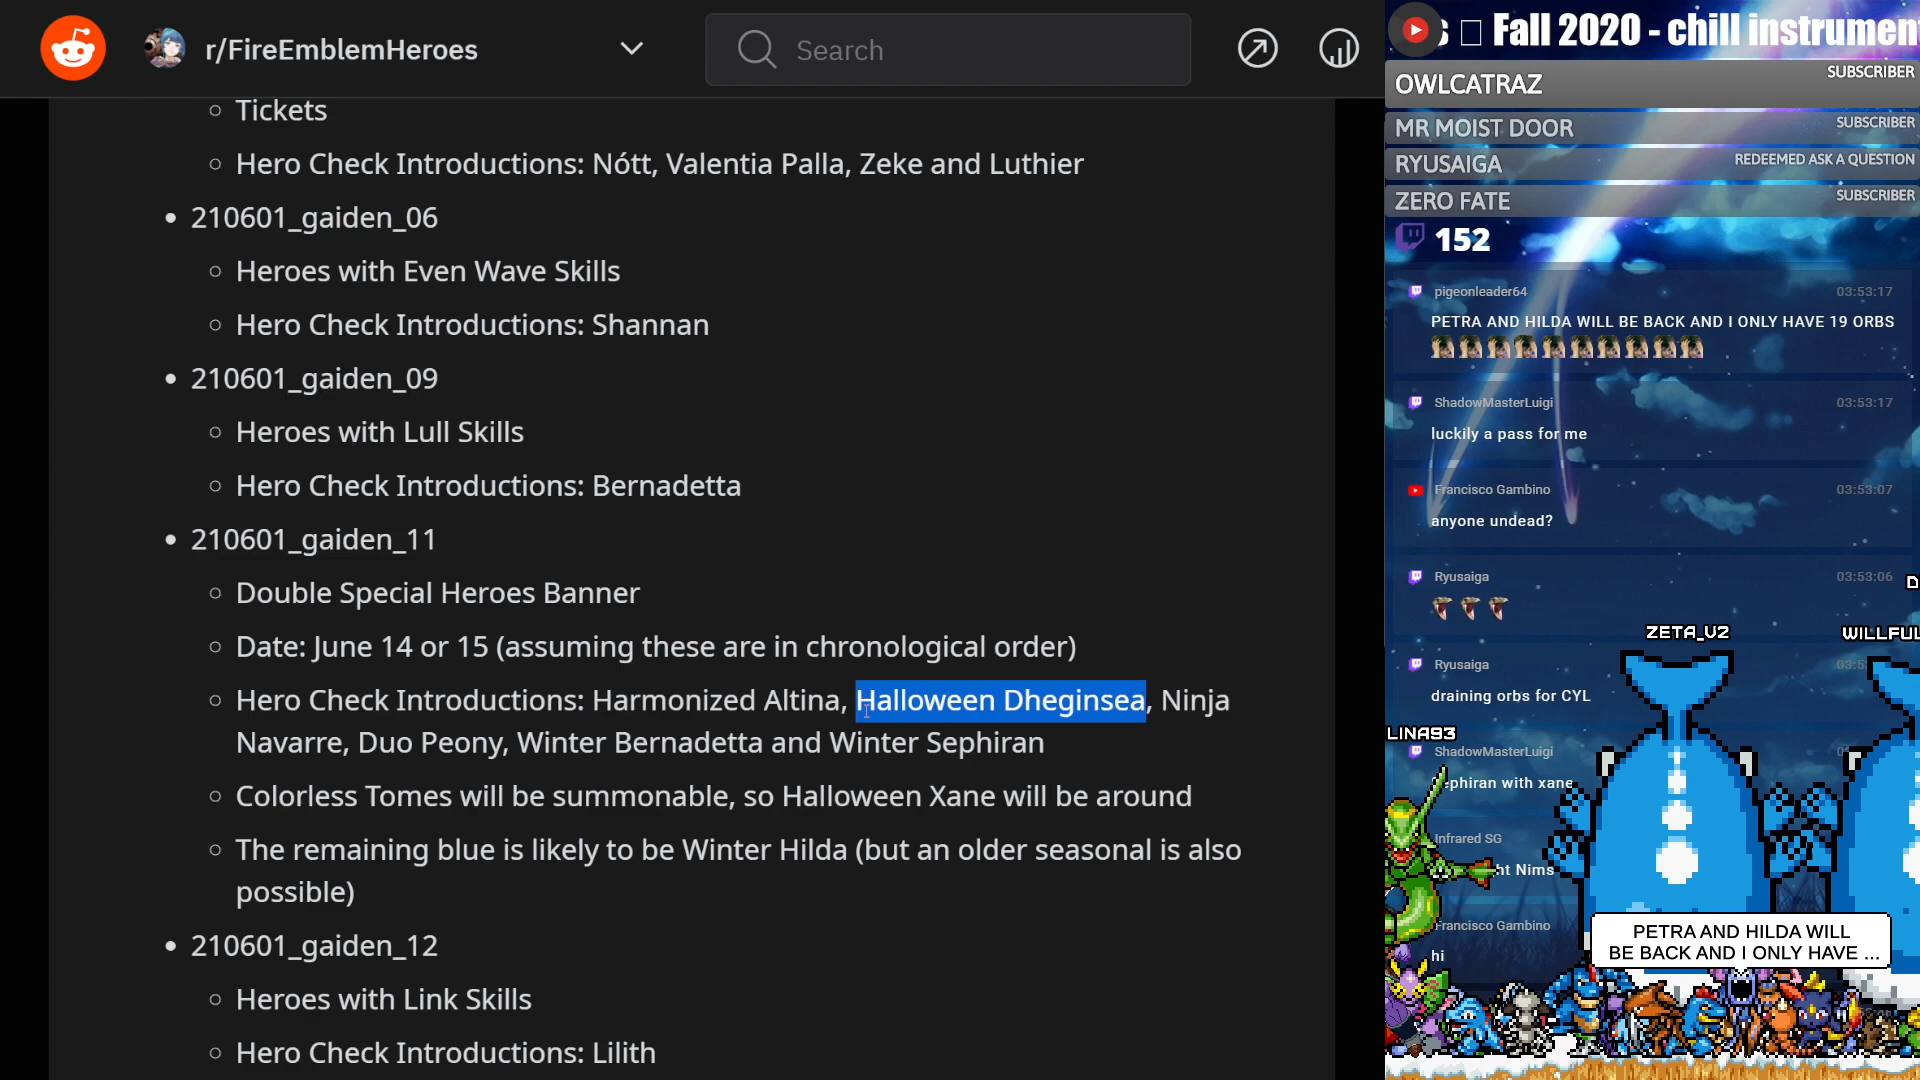 r/FireEmblemHeroes
Search
Tickets
Hero Check Introductions: Nótt, Valentia Palla, Zeke and Luthier
210601_gaiden_06
Heroes with Even Wave Skills
Hero Check Introductions: Shannan
210601_gaiden_09
Heroes with Lull Skills
Hero Check Introductions: Bernadetta
210601_gaiden_11
Double Special Heroes Banner
Date: June 14 or 15 (assuming these are in chronological order)
Hero Check Introductions: Harmonized Altina, Halloween Dheginsea, Ninja
Navarre, Duo Peony, Winter Bernadetta and Winter Sephiran
Colorless Tomes will be summonable, so Halloween Xane will be around
The remaining blue is likely to be Winter Hilda (but an older seasonal is also
possible)
210601_gaiden_12
Heroes with Link Skills
Hero Check Introductions: Lilith
Fall 2020 - chill instrumen
OWLCATRAZ SUBSCRIBER
MR MOIST DOOR SUBSCRIBER
RYUSAIGA REDEEMED ASK A QUESTION
ZERO FATE SUBSCRIBER
152
pigeonleader64 03:53:17
PETRA AND HILDA WILL BE BACK AND I ONLY HAVE 19 ORBS
ShadowMasterLuigi 03:53:17
luckily a pass for me
Francisco Gambino 03:53:07
anyone undead?
Ryusaiga 03:53:06
ZETA_V2
WILLFUL
Ryusaiga
draining orbs for CYL
LINA93
ShadowMasterLuigi
ephiran with xane
Infrared SG
ht Nims
Francisco Gambino
hi
PETRA AND HILDA WILL
BE BACK AND I ONLY HAVE ...